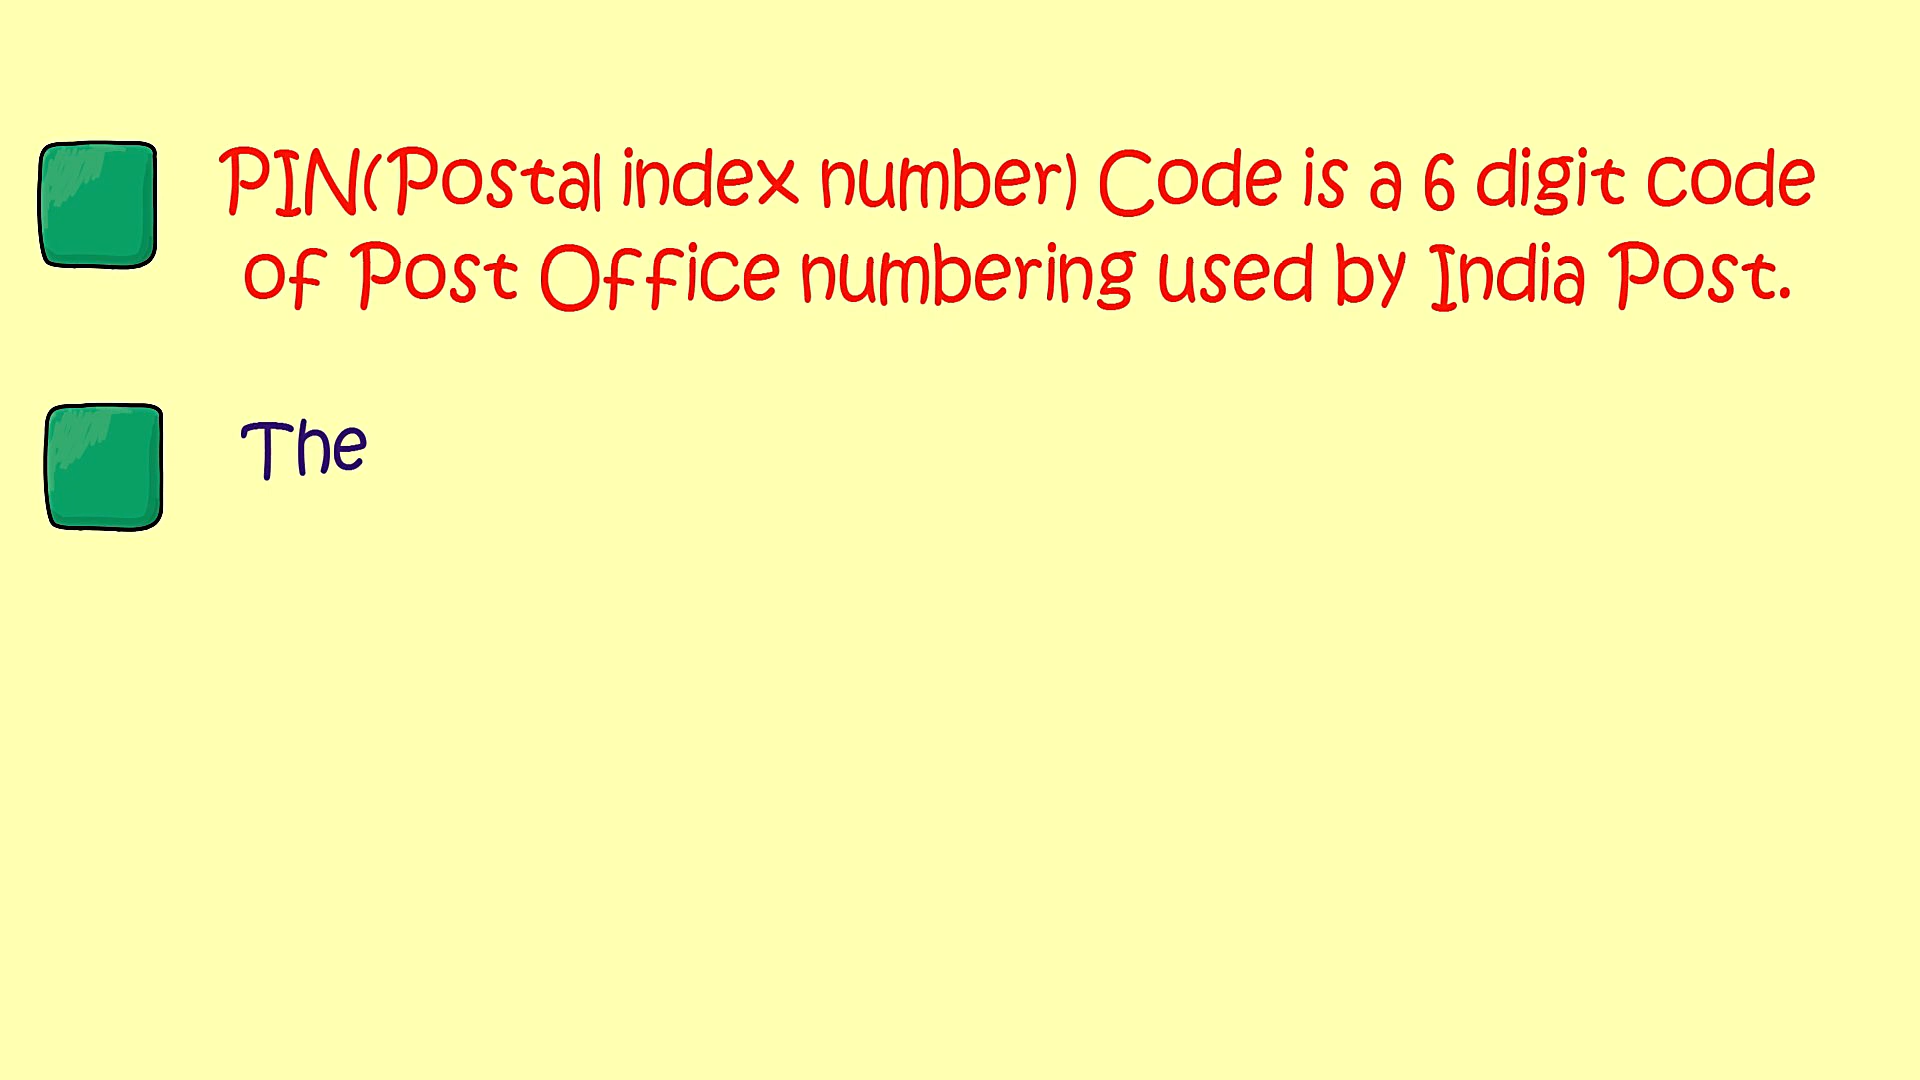 PIN(Postal index number) Code is a 6 digit code
of Post Office numbering used by India Post.
The